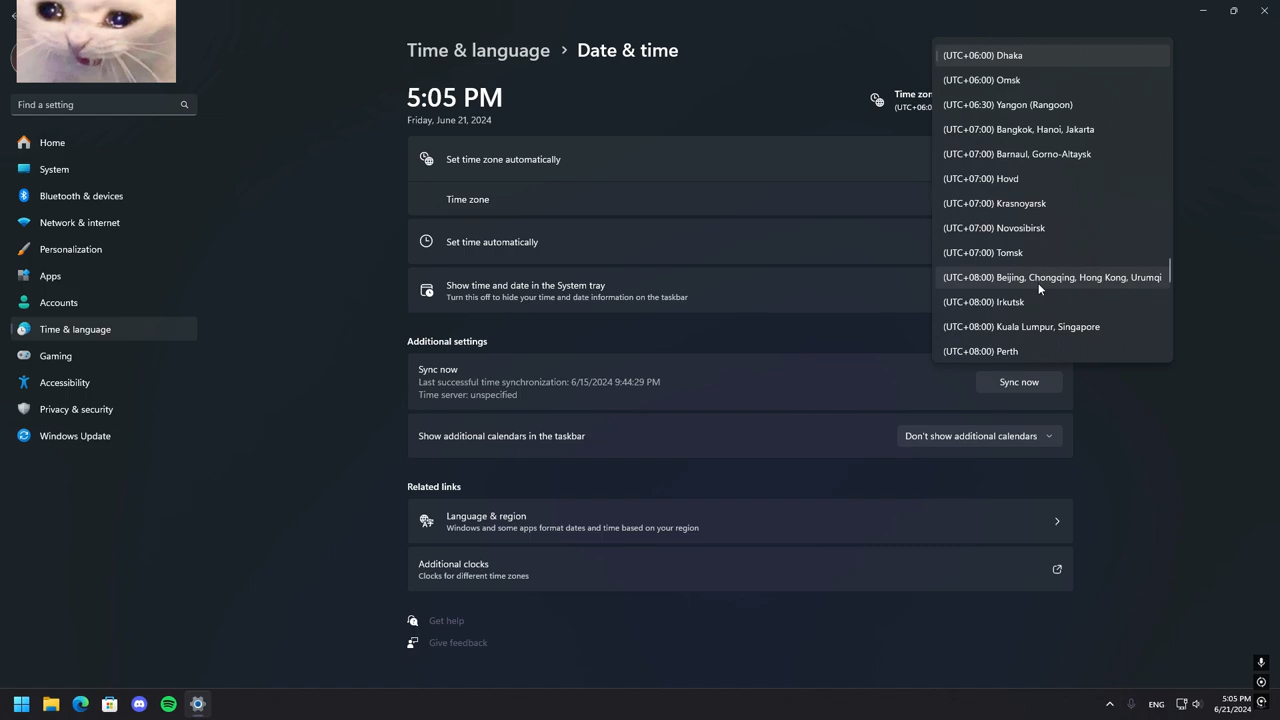 Time & language > Date & time
Find a setting
Home
System
Bluetooth & devices
Network & internet
Personalization
Apps
Accounts
Time & language
Gaming
Accessibility
Privacy & security
Windows Update
5:05 PM
Friday, June 21, 2024
Time zon
(UTC+06:0
Set time zone automatically
Time zone
Set time automatically
Show time and date in the System tray
Turn this off to hide your time and date information on the taskbar
Additional settings
Sync now
Last successful time synchronization: 6/15/2024 9:44:29 PM
Time server: unspecified
Sync now
Show additional calendars in the taskbar
Don't show additional calendars
Related links
Language & region
Windows and some apps format dates and time based on your region
Additional clocks
Clocks for different time zones
Get help
Give feedback
(UTC+06:00) Dhaka
(UTC+06:00) Omsk
(UTC+06:30) Yangon (Rangoon)
(UTC+07:00) Bangkok, Hanoi, Jakarta
(UTC+07:00) Barnaul, Gorno-Altaysk
(UTC+07:00) Hovd
(UTC+07:00) Krasnoyarsk
(UTC+07:00) Novosibirsk
(UTC+07:00) Tomsk
(UTC+08:00) Beijing, Chongqing, Hong Kong, Urumqi
(UTC+08:00) Irkutsk
(UTC+08:00) Kuala Lumpur, Singapore
(UTC+08:00) Perth
ENG
5:05 PM
6/21/2024